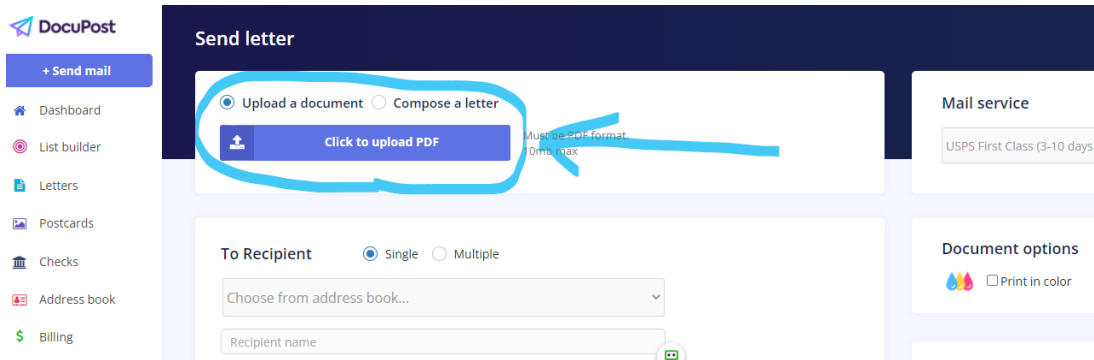 DocuPost
+ Send mail
Dashboard
List builder
Letters
Postcards
Checks
Address book
Billing
Send letter
Upload a document Compose a letter
Click to upload PDF
Must be PDF format.
10mb max
To Recipient Single Multiple
Choose from address book...
Recipient name
Mail service
USPS First Class (3-10 days
Document options
Print in color